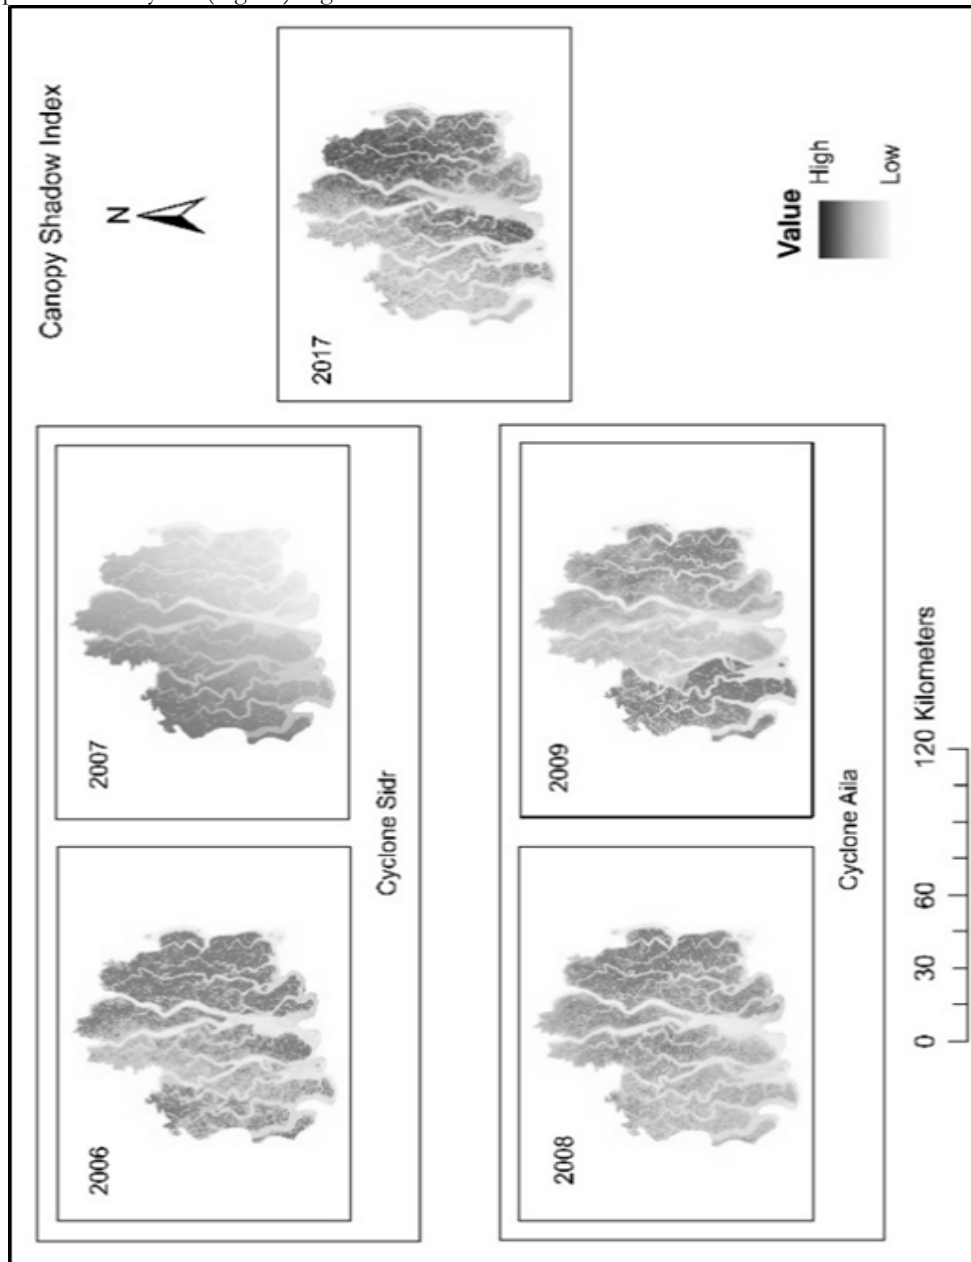 Canopy Shadow Index
N
2006
2007
Cyclone Sidr
2017
2008
2009
Cyclone Aila
Value
High
Low
0 30 60 120 Kilometers